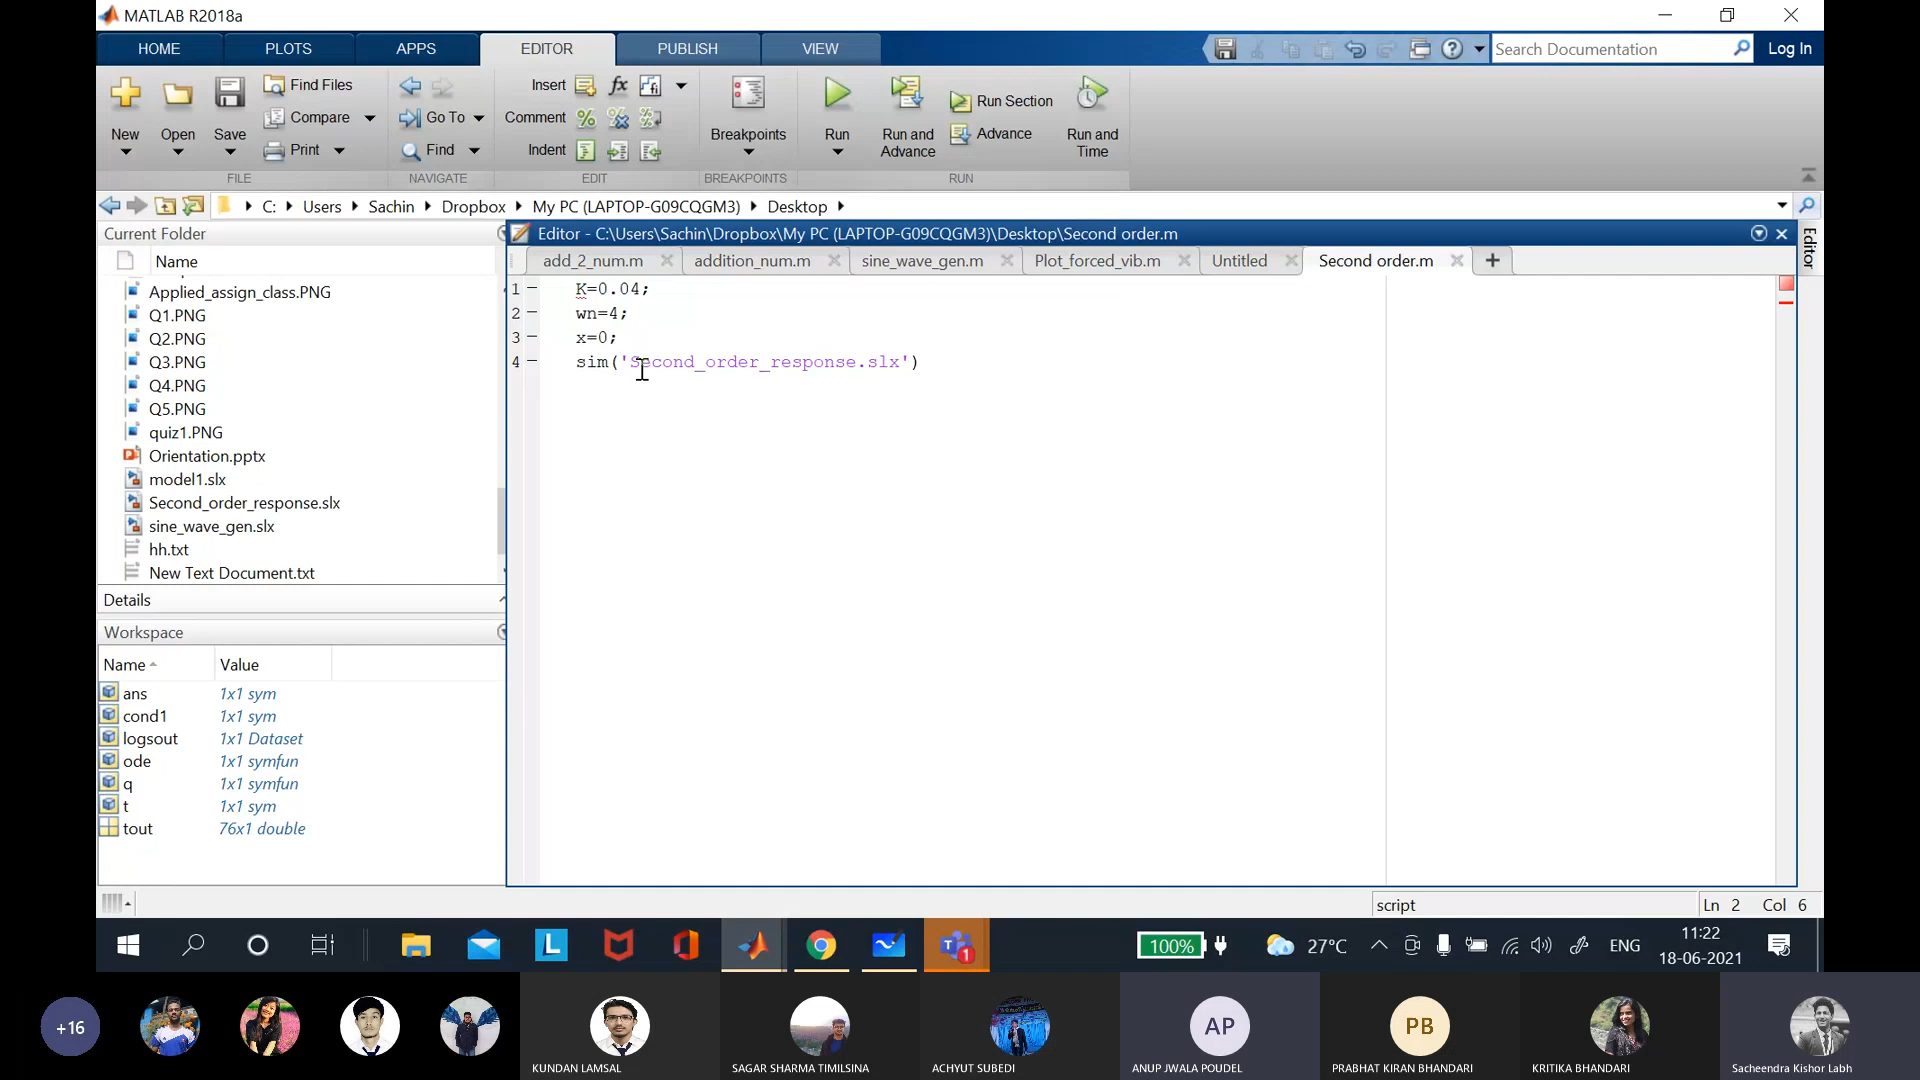 MATLAB R2018a
HOME PLOTS APPS EDITOR PUBLISH VIEW Search Documentation Log In
New Open Save Find Files Compare Print
Insert fx
Go To Comment
Find Indent
Breakpoints Run Run and Advance Run Section Advance Run and Time
FILE NAVIGATE EDIT BREAKPOINTS RUN
C: Users Sachin Dropbox My PC (LAPTOP-G09CQGM3) Desktop
Current Folder
Editor - C:\Users\Sachin\Dropbox\My PC (LAPTOP-G09CQGM3)\Desktop\Second order.m
Editor
Name
add_2_num.m addition_num.m sine_wave_gen.m Plot_forced_vib.m Untitled Second order.m
1 K=0.04;
2 wn=4;
3 x=0;
4 sim('Second_order_response.slx')
Applied_assign_class.PNG
Q1.PNG
Q2.PNG
Q3.PNG
Q4.PNG
Q5.PNG
quiz1.PNG
Orientation.pptx
model1.slx
Second_order_response.slx
sine_wave_gen.slx
hh.txt
New Text Document.txt
Details
Workspace
Name Value
ans 1x1 sym
cond1 1x1 sym
logsout 1x1 Dataset
ode 1x1 symfun
q 1x1 symfun
t 1x1 sym
tout 76x1 double
script Ln 2 Col 6
L 1 100% 27°C ENG 11:22
18-06-2021
+16
AP
PB
KUNDAN LAMSAL
SAGAR SHARMA TIMILSINA
ACHYUT SUBEDI
ANUP JWALA POUDEL
PRABHAT KIRAN BHANDARI
KRITIKA BHANDARI
Sacheendra Kishor Labh